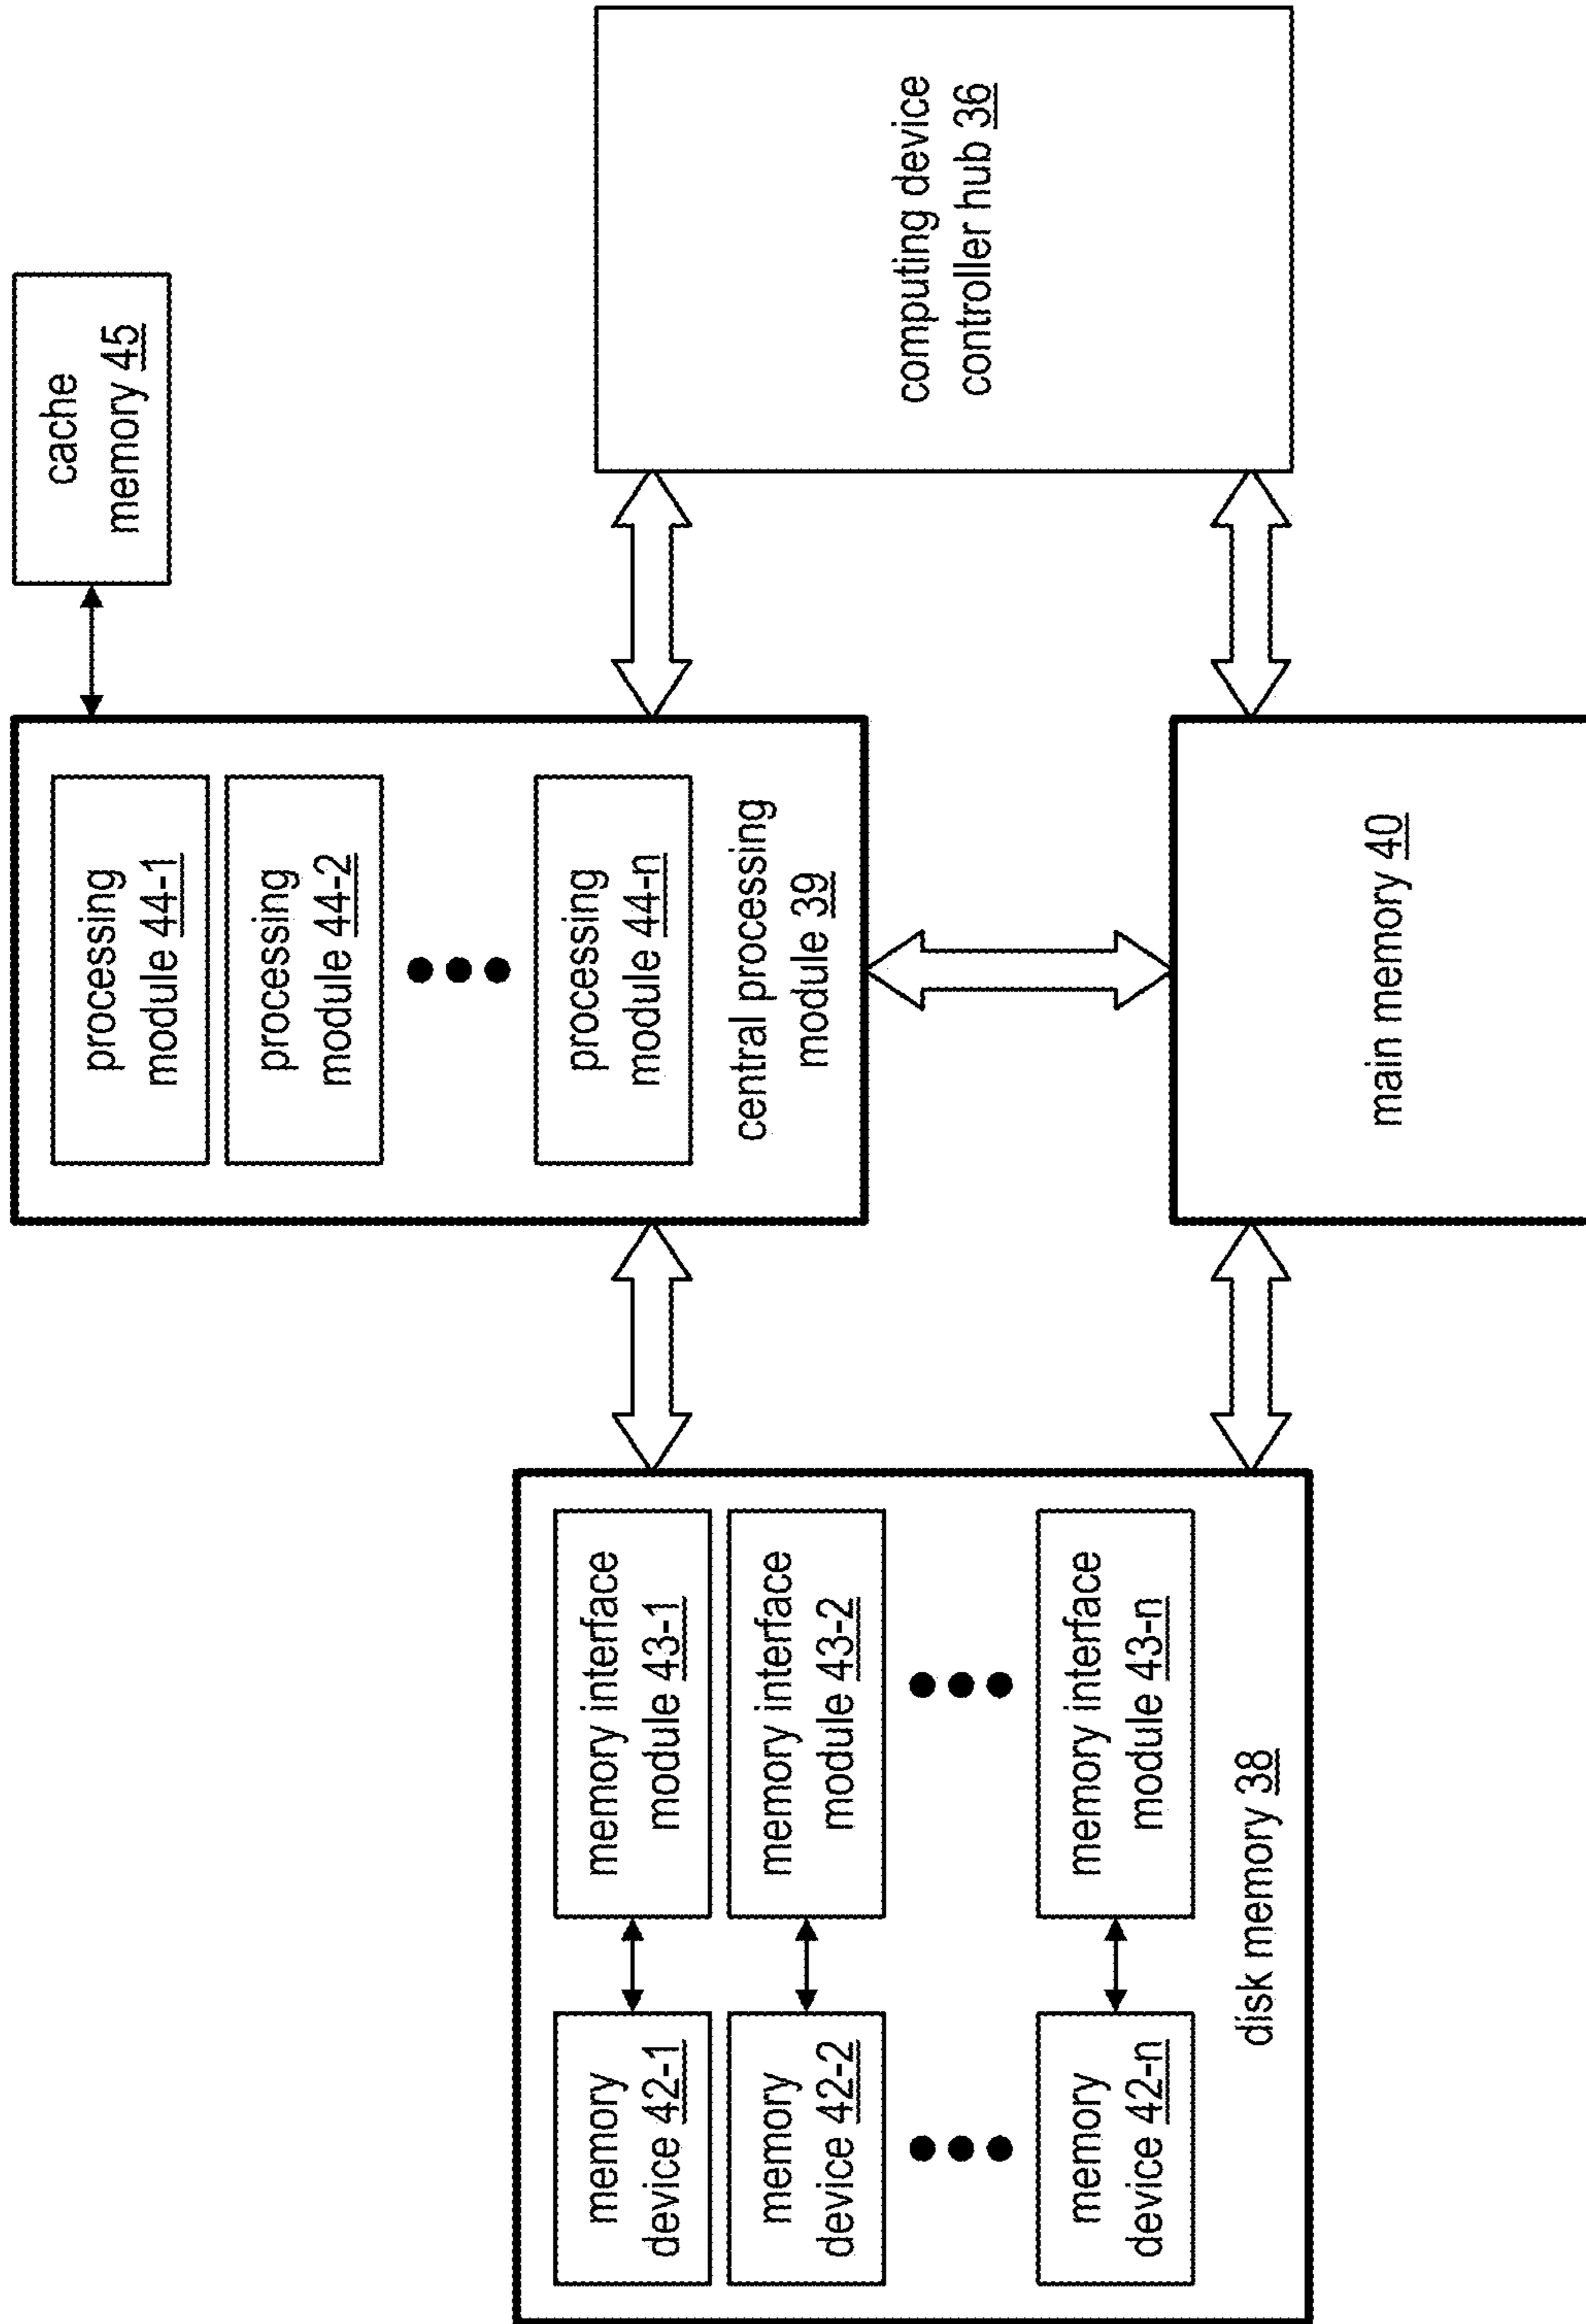 memory
device 42-1
memory interface
module 43-1
memory
device 42-2
memory interface
module 43-2
memory
device 42-n
memory interface
module 43-n
disk memory 38
processing
module 44-1
processing
module 44-2
processing
module 44-n
central processing
module 39
main memory 40
cache
memory 45
computing device
controller hub 36